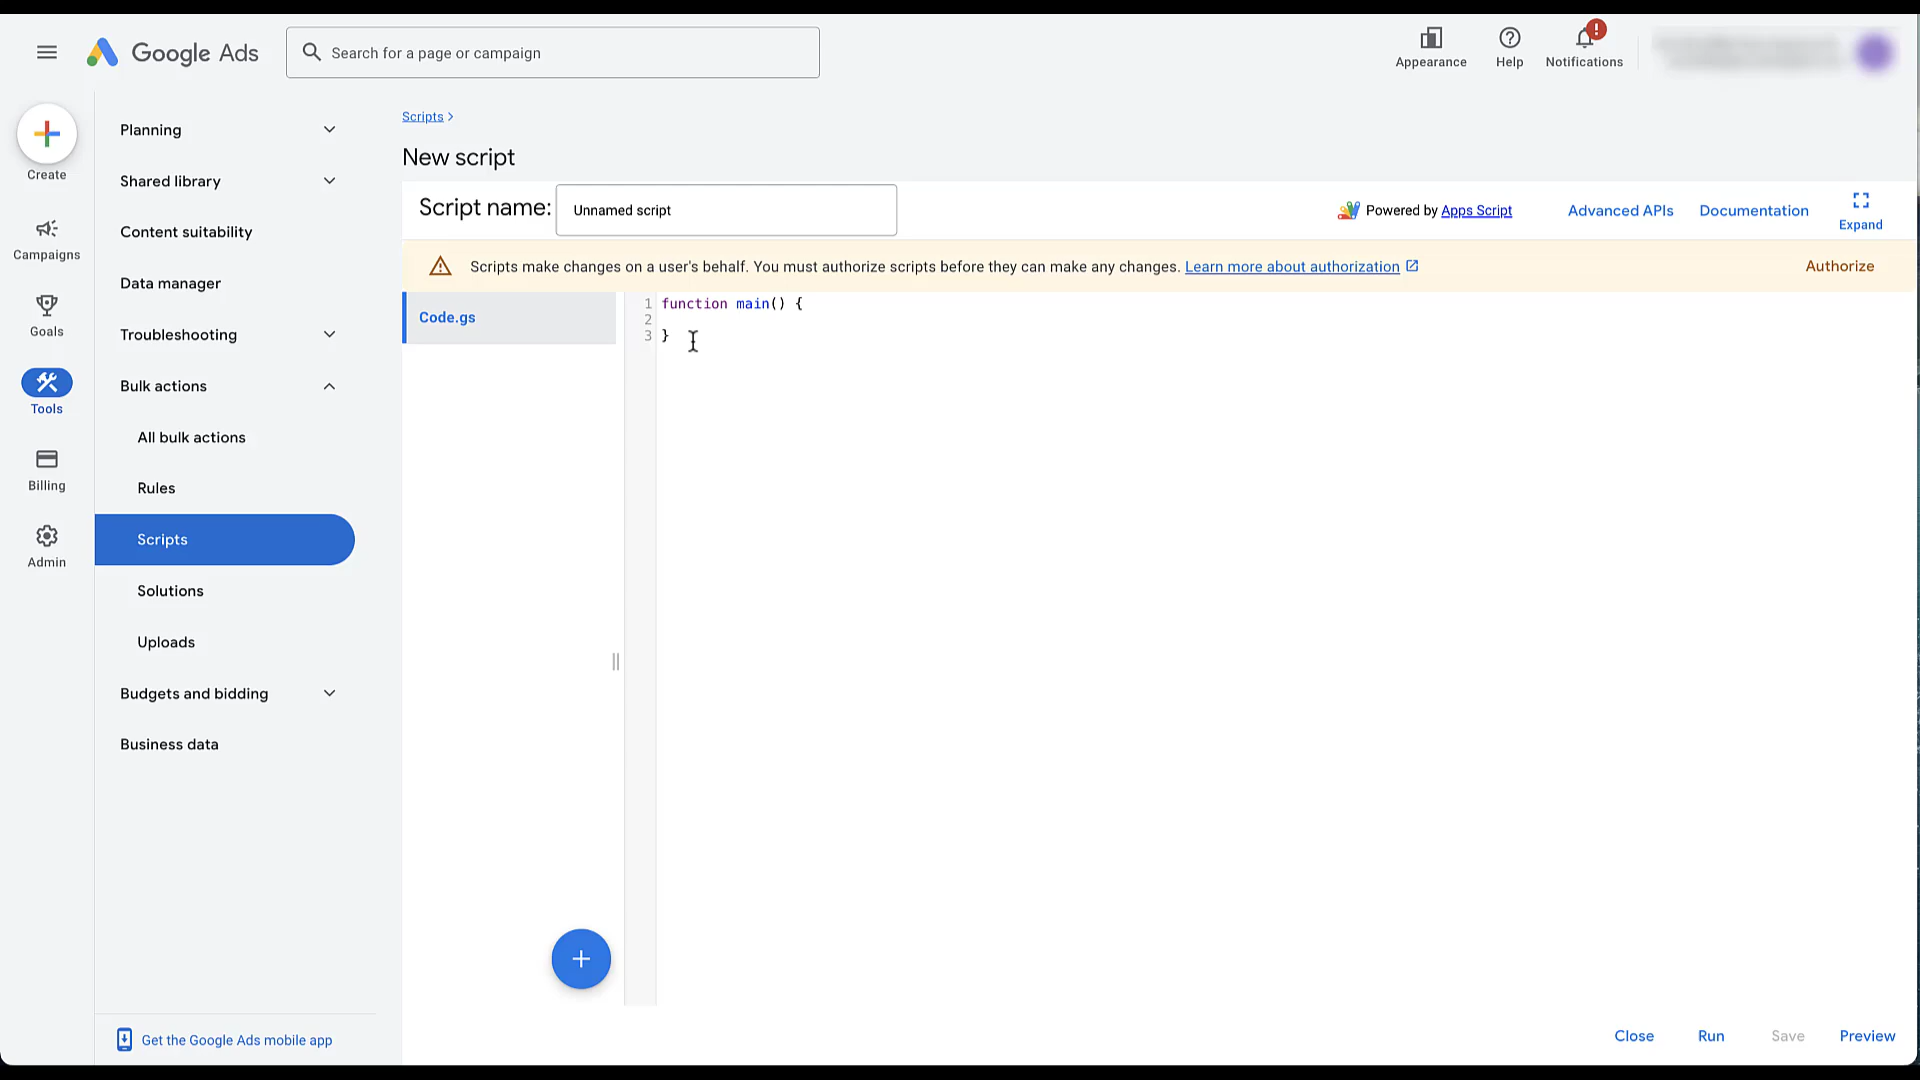 Google Ads
Search for a page or campaign
Appearance
Help
Notifications
Create
Campaigns
Goals
Tools
Billing
Admin
Planning
Shared library
Content suitability
Data manager
Troubleshooting
Bulk actions
All bulk actions
Rules
Scripts
Solutions
Uploads
Budgets and bidding
Business data
Get the Google Ads mobile app
Scripts >
New script
Script name: Unnamed script
Powered by Apps Script
Advanced APIs
Documentation
Expand
Scripts make changes on a user's behalf. You must authorize scripts before they can make any changes. Learn more about authorization
Authorize
Code.gs
1 function main() {
2
3 }
Close
Run
Save
Preview